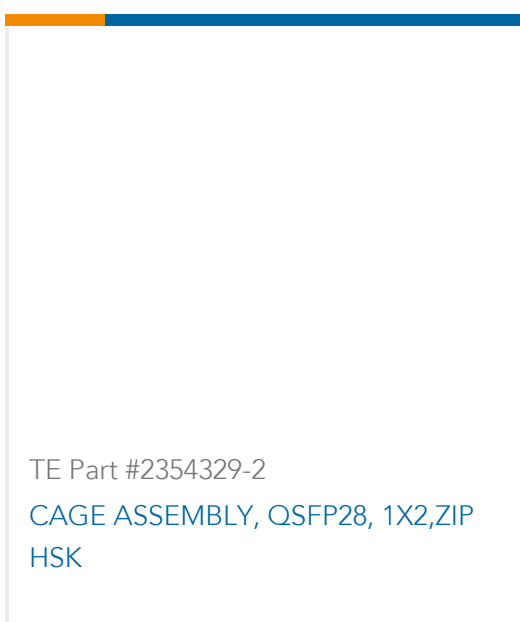 TE Part #2354329-2
CAGE ASSEMBLY, QSFP28, 1X2,ZIP
HSK